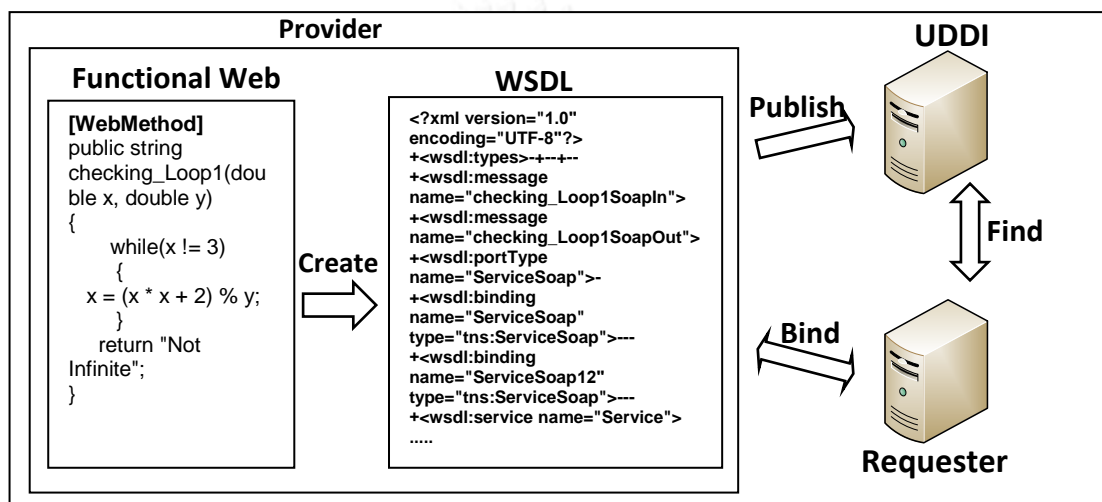 Provider
Functional Web
[WebMethod]
public string
checking_Loop1(dou
ble x, double y)
{
while(x != 3)
{
x = (x * x + 2) % y;
}
return "Not
Infinite";
}
Create
WSDL
<?xml version="1.0"
encoding="UTF-8"?>
+<wsdl:types>-+--+--
+<wsdl:message
name="checking_Loop1SoapIn">
+<wsdl:message
name="checking_Loop1SoapOut">
+<wsdl:portType
name="ServiceSoap">-
+<wsdl:binding
name="ServiceSoap"
type="tns:ServiceSoap">---
+<wsdl:binding
name="ServiceSoap12"
type="tns:ServiceSoap">---
+<wsdl:service name="Service">
.....
Publish
UDDI
Find
Bind
Requester